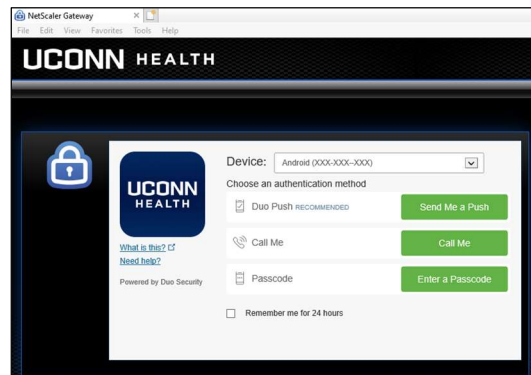 NetScaler Gateway
File Edit View Favorites Tools Help
UCONN HEALTH
UCONN
HEALTH
What is this?
Need help?
Powered by Duo Security
Device: Android (XXX-XXX--XXX)
Choose an authentication method
Duo Push RECOMMENDED Send Me a Push
Call Me Call Me
Passcode Enter a Passcode
Remember me for 24 hours